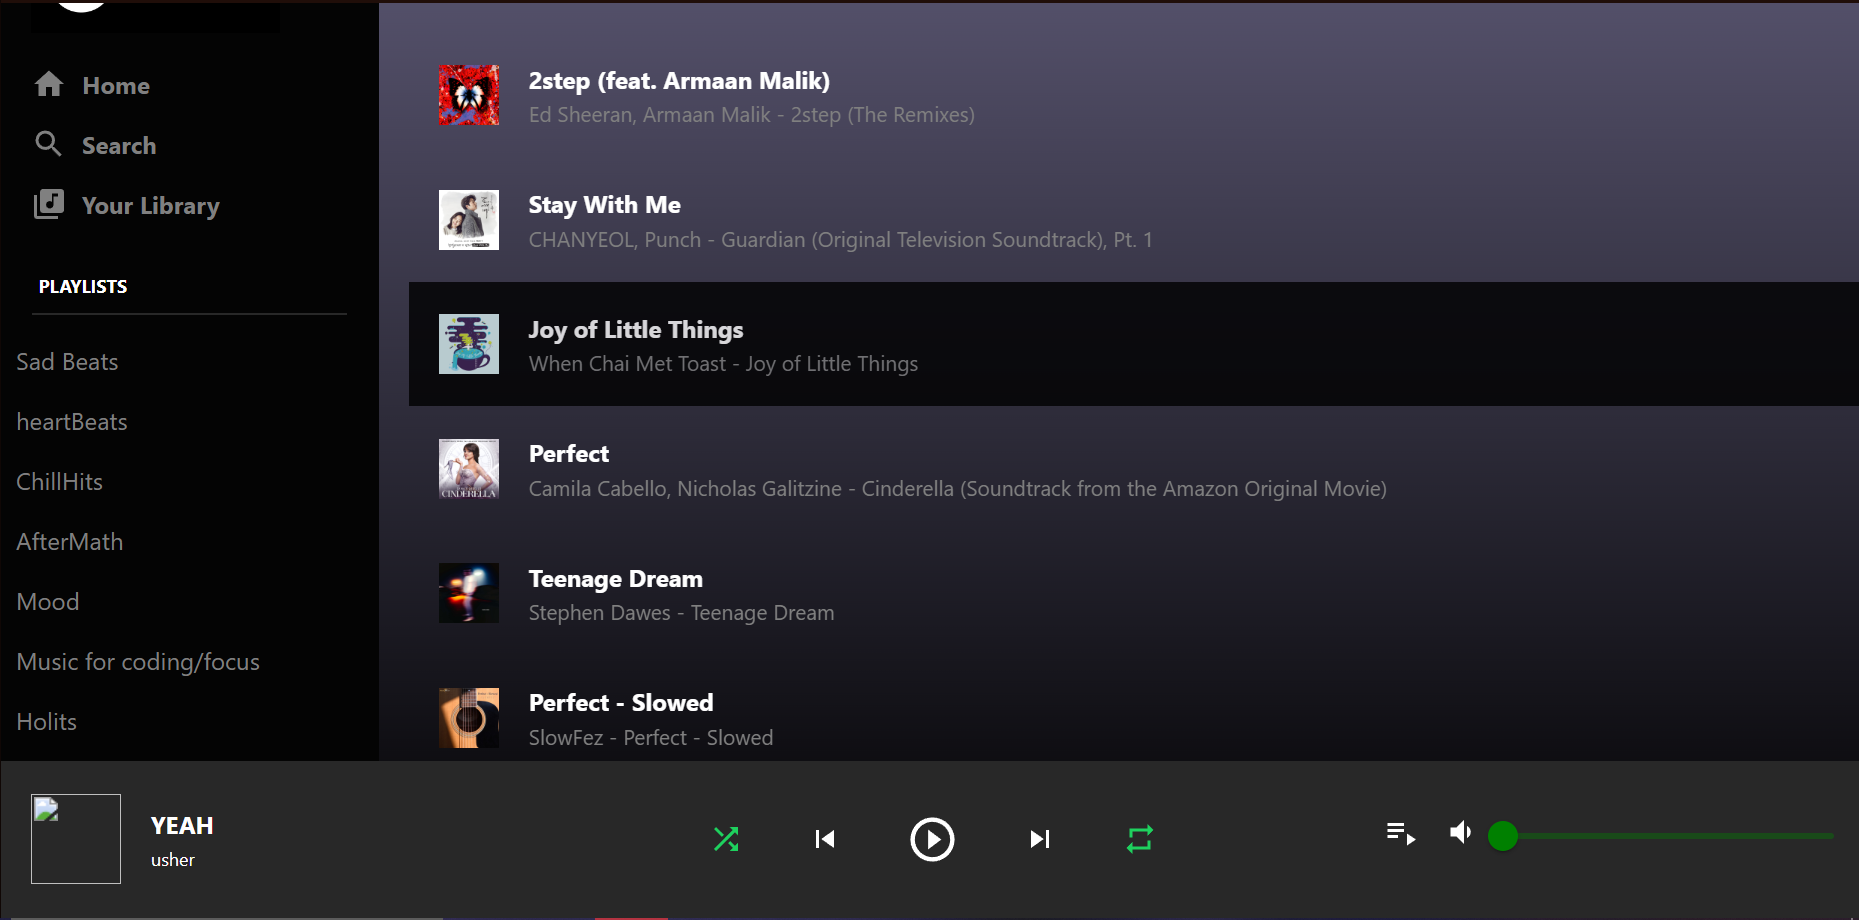 Home
Search
Your Library
PLAYLISTS
Sad Beats
heartBeats
ChillHits
AfterMath
Mood
Music for coding/focus
Holits
2step (feat. Armaan Malik)
Ed Sheeran, Armaan Malik - 2step (The Remixes)
Stay With Me
CHANYEOL, Punch - Guardian (Original Television Soundtrack), Pt. 1
Joy of Little Things
When Chai Met Toast - Joy of Little Things
Perfect
Camila Cabello, Nicholas Galitzine - Cinderella (Soundtrack from the Amazon Original Movie)
CINDERELLA
Teenage Dream
Stephen Dawes - Teenage Dream
Perfect - Slowed
SlowFez - Perfect - Slowed
YEAH
usher